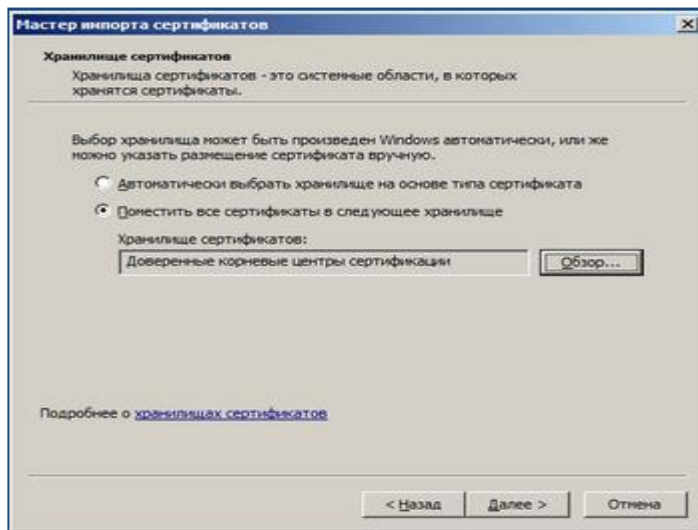 Мастер импорта сертификатов
Хранилище сертификатов
Хранилища сертификатов - это системные области, в которых
хранятся сертификаты.
Выбор хранилища может быть произведен Windows автоматически, или же
можно указать размещение сертификата вручную.
Автоматически выбрать хранилище на основе типа сертификата
Поместить все сертификаты в следующее хранилище
Хранилище сертификатов:
Доверенные корневые центры сертификации Обзор...
Подробнее о хранилищах сертификатов
< Назад Далее > Отмена